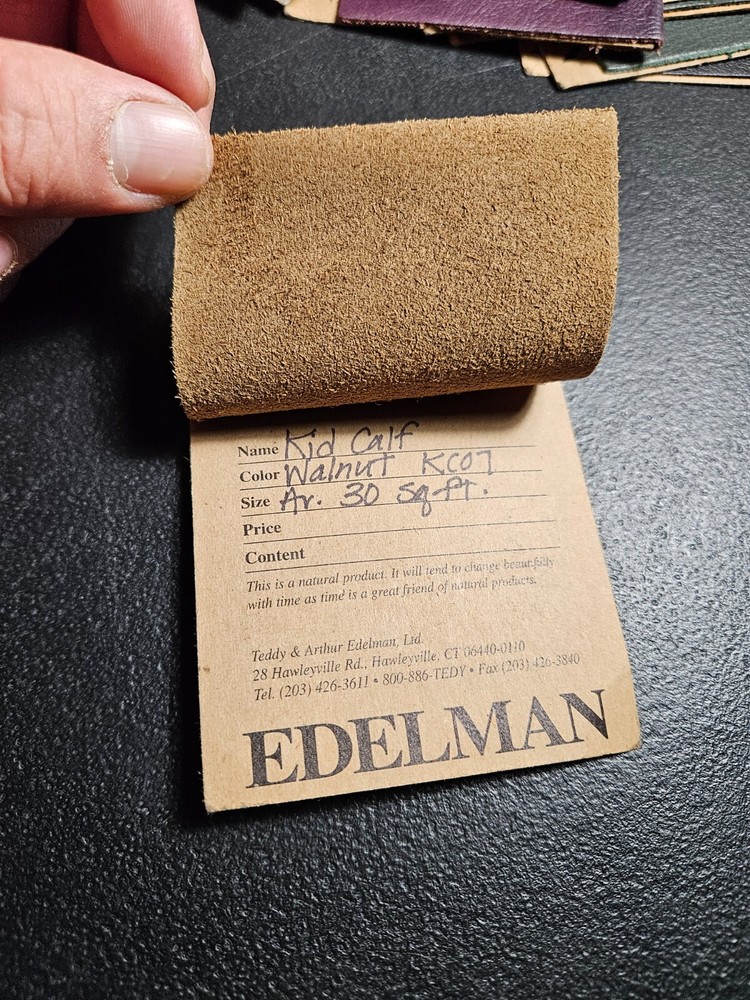 Name Kid Calf
Color Walnut KC07
Size Av. 30 sq.ft.
Price
Content
This is a natural product. It will tend to change beautifully
with time as time is a great friend of natural products.
Teddy & Arthur Edelman, Ltd.
28 Hawleyville Rd., Hawleyville, CT 06440-0110
Tel. (203) 426-3611 • 800-886-TEDY • Fax (203) 426-3840
EDELMAN